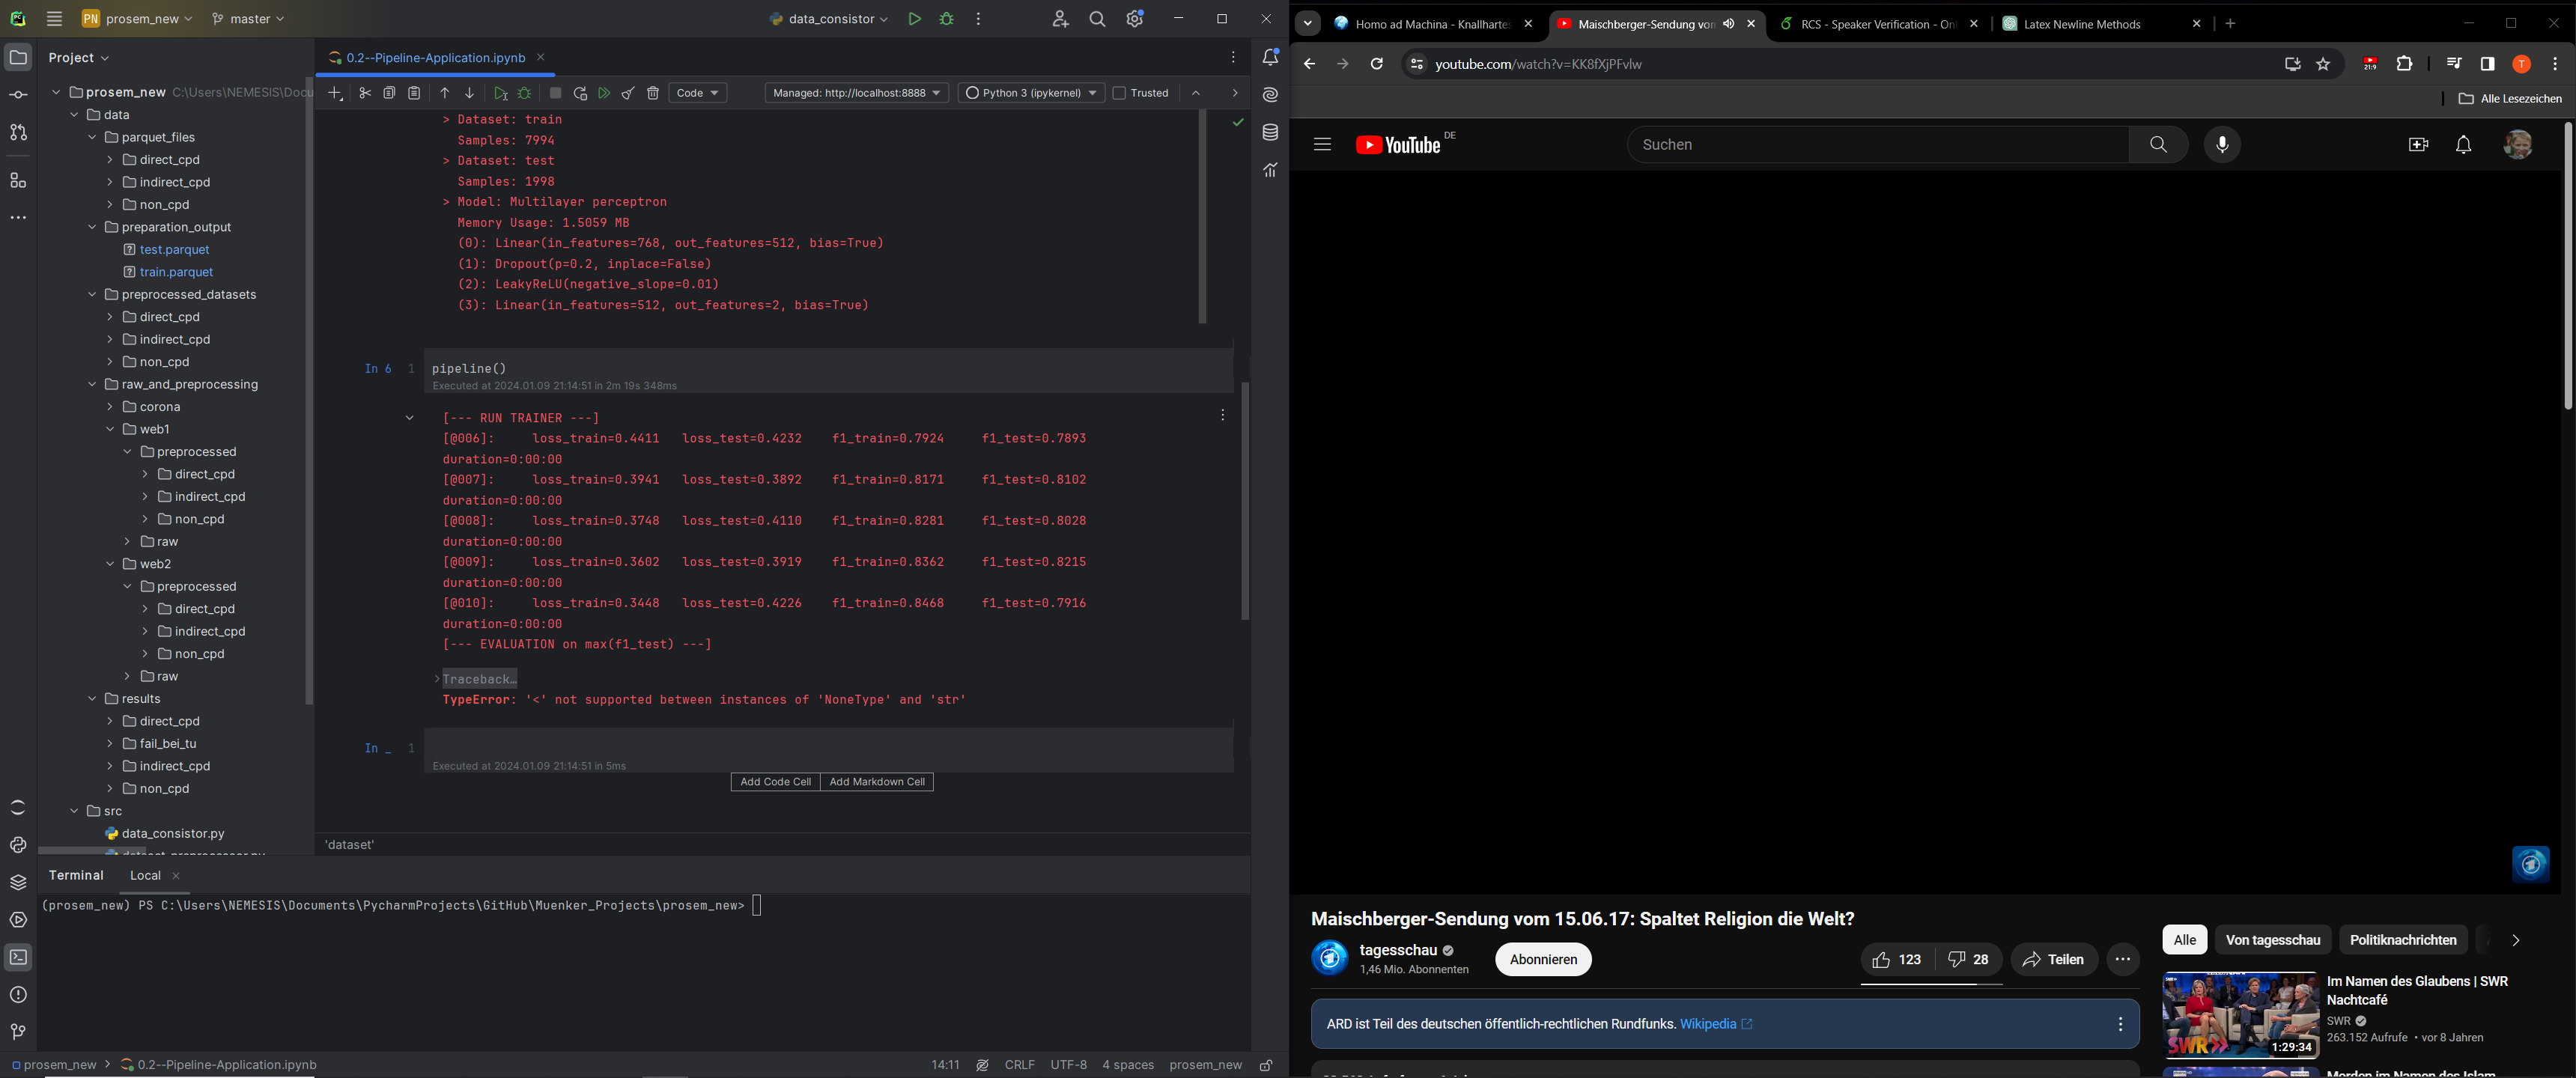 PN prosem_new
master
data_consistor
Project
0.2--Pipeline-Application.ipynb
Code
Managed: http://localhost:8888
Python 3 (ipykernel)
Trusted
prosem_new C:\Users\NEMESIS\Docu
data
parquet_files
direct_cpd
indirect_cpd
non_cpd
preparation_output
test.parquet
train.parquet
preprocessed_datasets
direct_cpd
indirect_cpd
non_cpd
raw_and_preprocessing
corona
web1
preprocessed
direct_cpd
indirect_cpd
non_cpd
raw
web2
preprocessed
direct_cpd
indirect_cpd
non_cpd
raw
results
direct_cpd
fail_bei_tu
indirect_cpd
non_cpd
src
data_consistor.py
> Dataset: train
Samples: 7994
> Dataset: test
Samples: 1998
> Model: Multilayer perceptron
Memory Usage: 1.5059 MB
(0): Linear(in_features=768, out_features=512, bias=True)
(1): Dropout(p=0.2, inplace=False)
(2): LeakyReLU(negative_slope=0.01)
(3): Linear(in_features=512, out_features=2, bias=True)
In 6 1 pipeline()
Executed at 2024.01.09 21:14:51 in 2m 19s 348ms
[--- RUN TRAINER ---]
[@006]: loss_train=0.4411 loss_test=0.4232 f1_train=0.7924 f1_test=0.7893
duration=0:00:00
[@007]: loss_train=0.3941 loss_test=0.3892 f1_train=0.8171 f1_test=0.8102
duration=0:00:00
[@008]: loss_train=0.3748 loss_test=0.4110 f1_train=0.8281 f1_test=0.8028
duration=0:00:00
[@009]: loss_train=0.3602 loss_test=0.3919 f1_train=0.8362 f1_test=0.8215
duration=0:00:00
[@010]: loss_train=0.3448 loss_test=0.4226 f1_train=0.8468 f1_test=0.7916
duration=0:00:00
[--- EVALUATION on max(f1_test) ---]
Traceback…
TypeError: '<' not supported between instances of 'NoneType' and 'str'
In _ 1
Executed at 2024.01.09 21:14:51 in 5ms
Add Code Cell Add Markdown Cell
'dataset'
Terminal Local
(prosem_new) PS C:\Users\NEMESIS\Documents\PycharmProjects\GitHub\Muenker_Projects\prosem_new>
prosem_new > 0.2--Pipeline-Application.ipynb
14:11 CRLF UTF-8 4 spaces prosem_new
Homo ad Machina - Knallhartes
Maischberger-Sendung von
RCS - Speaker Verification - Onl
Latex Newline Methods
youtube.com/watch?v=KK8fXjPFvlw
21:9
T
Alle Lesezeichen
YouTube DE
Suchen
Maischberger-Sendung vom 15.06.17: Spaltet Religion die Welt?
tagesschau
1,46 Mio. Abonnenten
Abonnieren
123
28
Teilen
ARD ist Teil des deutschen öffentlich-rechtlichen Rundfunks. Wikipedia
Alle
Von tagesschau
Politiknachrichten
Im Namen des Glaubens | SWR
Nachtcafé
SWR
263.152 Aufrufe • vor 8 Jahren
SWR
1:29:34